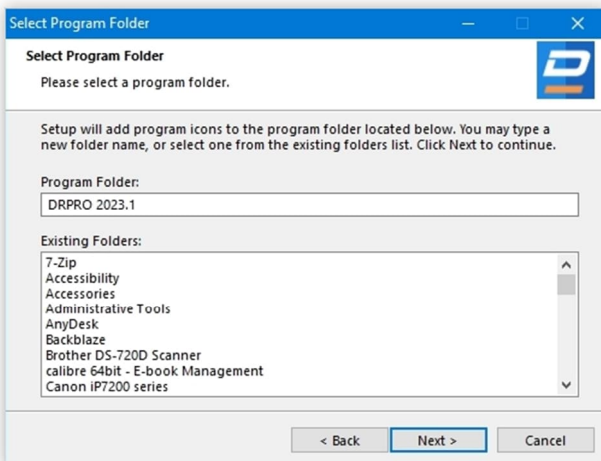 Select Program Folder
Select Program Folder
Please select a program folder.
Setup will add program icons to the program folder located below. You may type a
new folder name, or select one from the existing folders list. Click Next to continue.
Program Folder:
DRPRO 2023.1
Existing Folders:
7-Zip
Accessibility
Accessories
Administrative Tools
AnyDesk
Backblaze
Brother DS-720D Scanner
calibre 64bit - E-book Management
Canon iP7200 series
< Back
Next >
Cancel